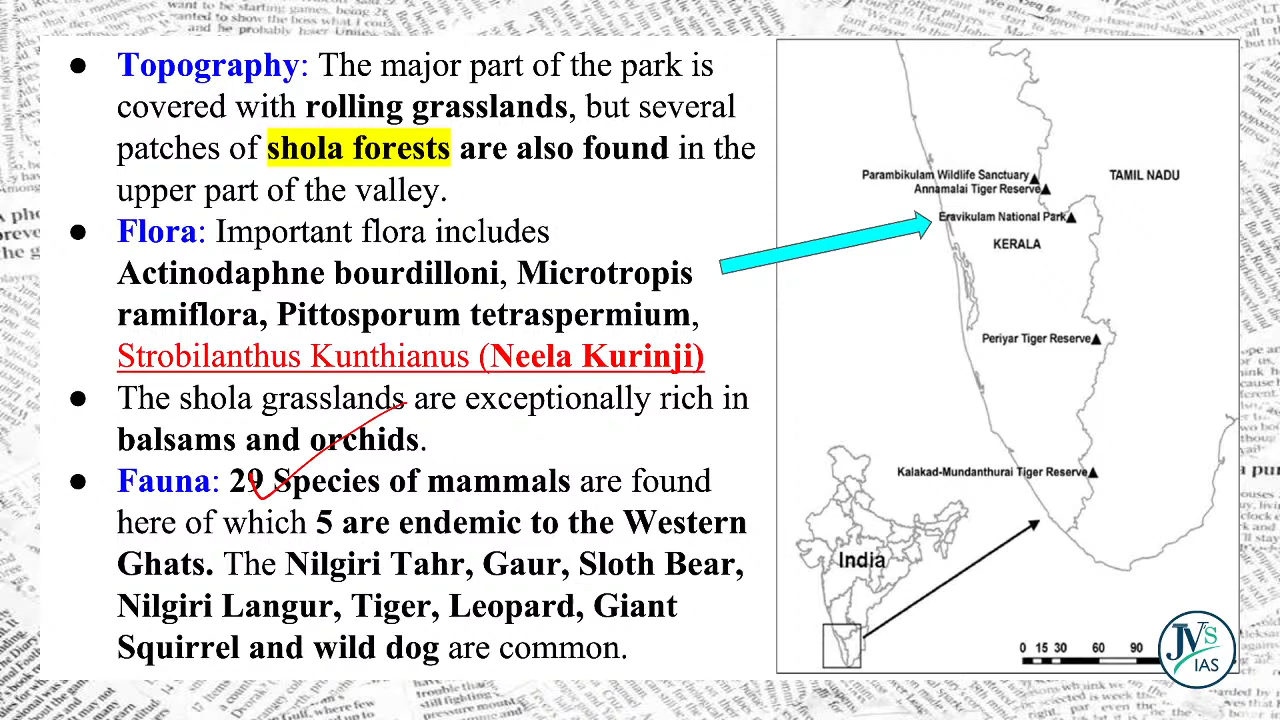 ● Topography: The major part of the park is
covered with rolling grasslands, but several
patches of shola forests are also found in the
upper part of the valley.
● Flora: Important flora includes
Actinodaphne bourdilloni, Microtropis
ramiflora, Pittosporum tetraspermium,
Strobilanthus Kunthianus (Neela Kurinji)
● The shola grasslands are exceptionally rich in
balsams and orchids.
● Fauna: 29 Species of mammals are found
here of which 5 are endemic to the Western
Ghats. The Nilgiri Tahr, Gaur, Sloth Bear,
Nilgiri Langur, Tiger, Leopard, Giant
Squirrel and wild dog are common.
Parambikulam Wildlife Sanctuary
TAMIL NADU
Annamalai Tiger Reserve
Eravikulam National Park
KERALA
Periyar Tiger Reserve
Kalakad-Mundanthurai Tiger Reserve
India
0 15 30 60 90
JV'S
IAS